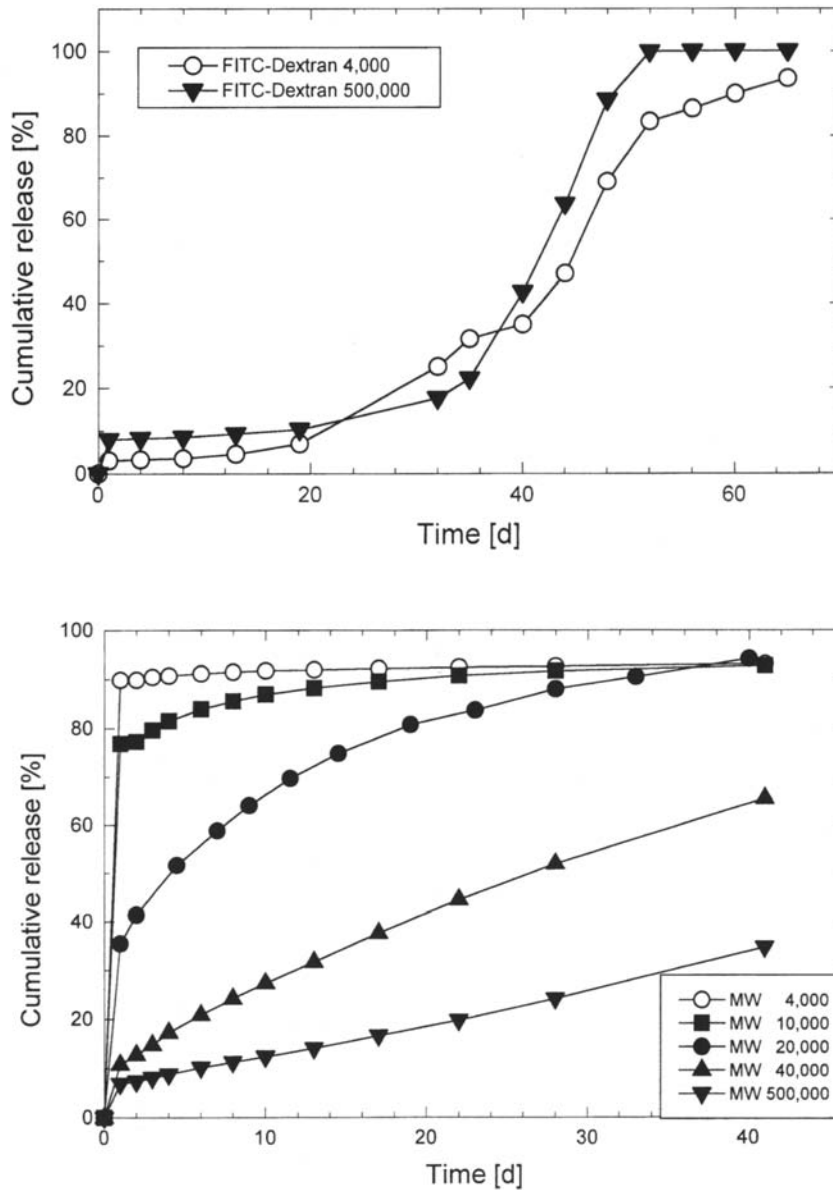 FITC-Dextran 4,000
FITC-Dextran 500,000
Cumulative release [%]
100
80
60
40
20
0
0 20 40 60
Time [d]
Cumulative release [%]
100
80
60
40
20
0
MW 4,000
MW 10,000
MW 20,000
MW 40,000
MW 500,000
0 10 20 30 40
Time [d]